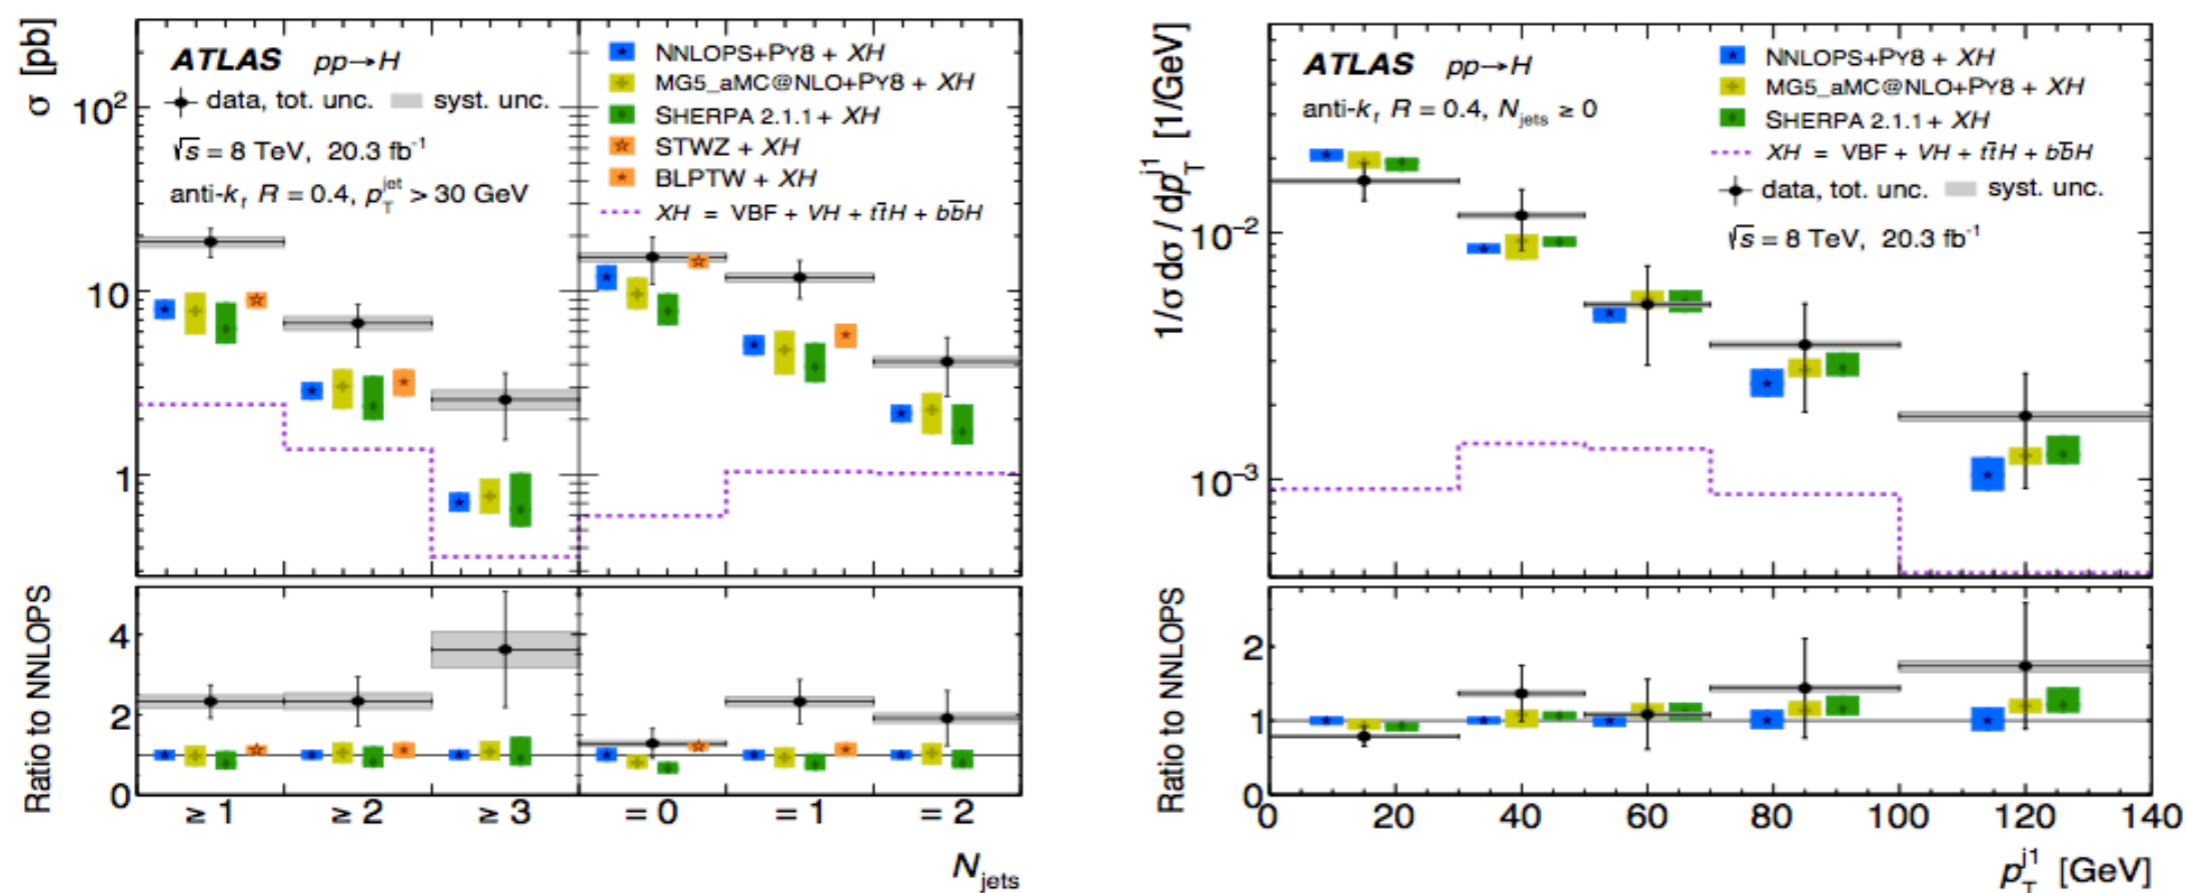 σ [pb]
10²
10
1
ATLAS pp→H
data, tot. unc. syst. unc.
√s = 8 TeV, 20.3 fb⁻¹
anti-kₜ R = 0.4, p_T^jet > 30 GeV
NNLOPS+PY8 + XH
MG5_aMC@NLO+PY8 + XH
SHERPA 2.1.1 + XH
STWZ + XH
BLPTW + XH
XH = VBF + VH + tt̄H + bb̄H
Ratio to NNLOPS
4
2
0
≥ 1 ≥ 2 ≥ 3 = 0 = 1 = 2
N_jets
1/σ dσ / dp_T^j1 [1/GeV]
10⁻²
10⁻³
ATLAS pp→H
anti-kₜ R = 0.4, N_jets ≥ 0
NNLOPS+PY8 + XH
MG5_aMC@NLO+PY8 + XH
SHERPA 2.1.1 + XH
XH = VBF + VH + tt̄H + bb̄H
data, tot. unc. syst. unc.
√s = 8 TeV, 20.3 fb⁻¹
Ratio to NNLOPS
2
1
0
0 20 40 60 80 100 120 140
p_T^j1 [GeV]